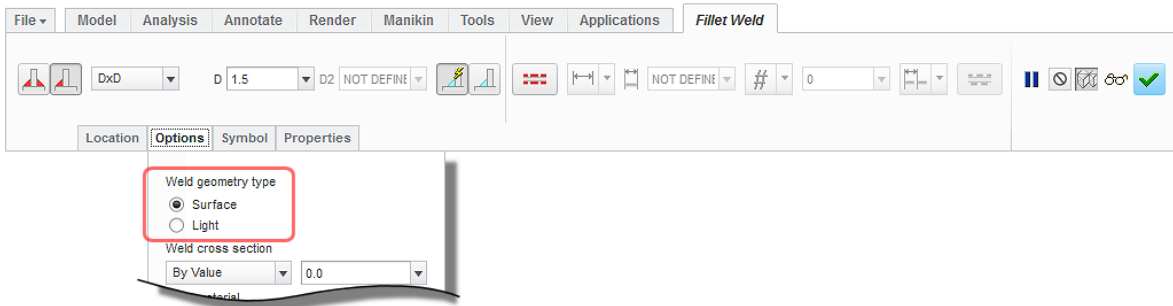 File Model Analysis Annotate Render Manikin Tools View Applications Fillet Weld
DxD D 1.5 D2 NOT DEFINE NOT DEFINE # 0
Location Options Symbol Properties
Weld geometry type
Surface
Light
Weld cross section
By Value 0.0